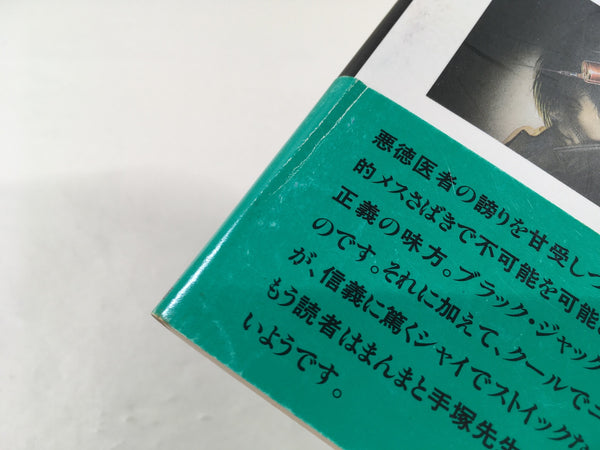 悪徳医者の謗りを甘受しつ
的メスさばきで不可能を可能
正義の味方。ブラック・ジャック
のです。それに加えて、クールでニ
が、信義に篤くシャイでストイックな
もう読者はまんまと手塚先生
いようです。